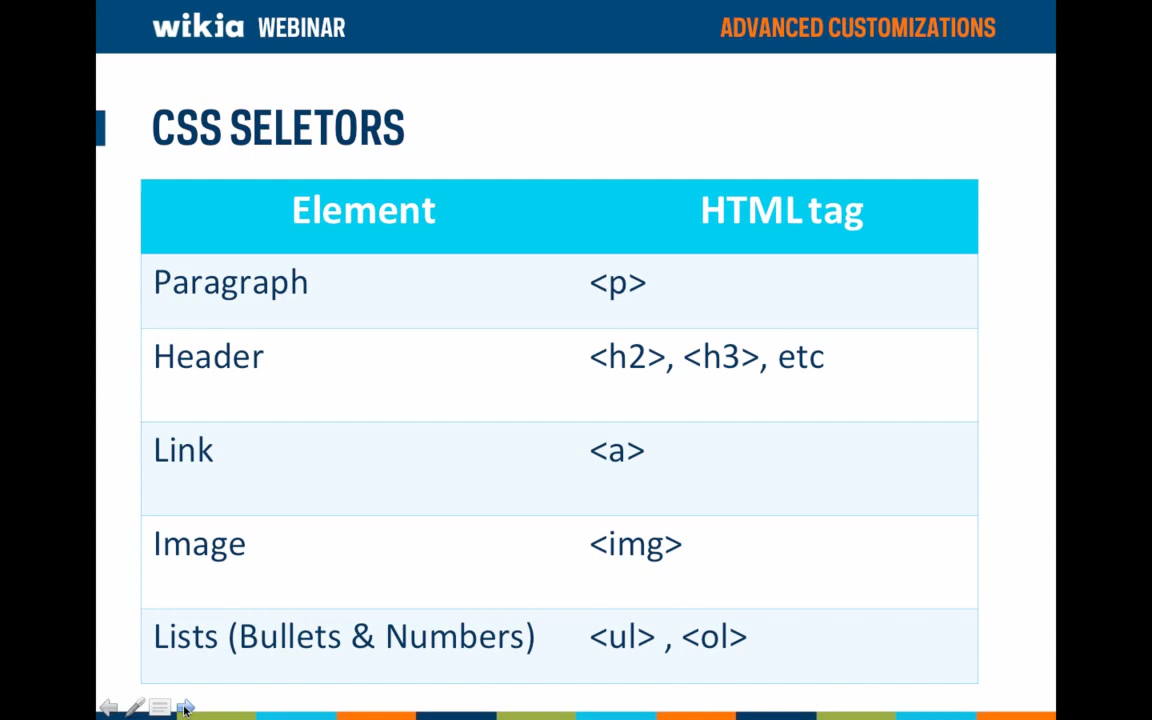 wikia WEBINAR ADVANCED CUSTOMIZATIONS
CSS SELETORS
Element HTML tag
Paragraph <p>
Header <h2>, <h3>, etc
Link <a>
Image <img>
Lists (Bullets & Numbers) <ul> , <ol>